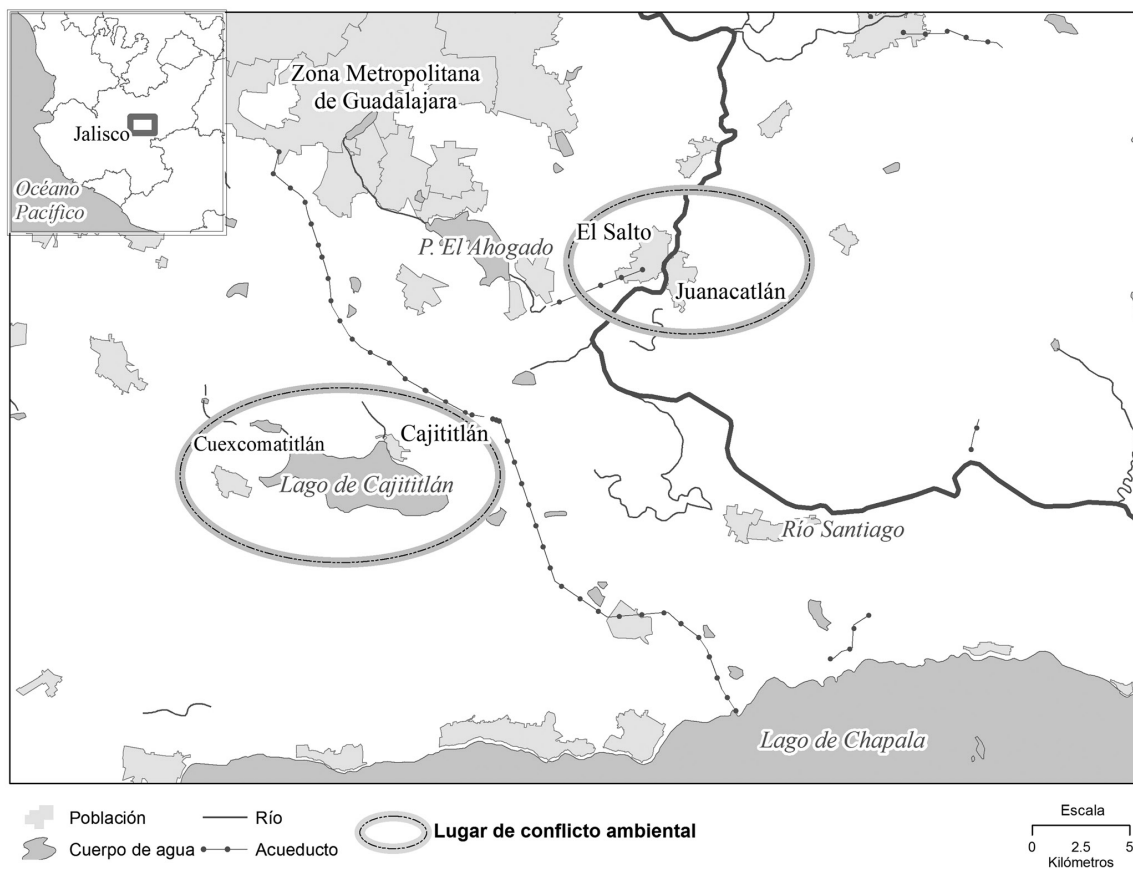 Zona Metropolitana
de Guadalajara
Jalisco
Océano
Pacífico
P. El Ahogado
El Salto
Juanacatlán
Cuexcomatitlán
Cajititlán
Lago de Cajititlán
Río Santiago
Lago de Chapala
Población
Río
Lugar de conflicto ambiental
Cuerpo de agua
Acueducto
Escala
0 2.5 5
Kilómetros